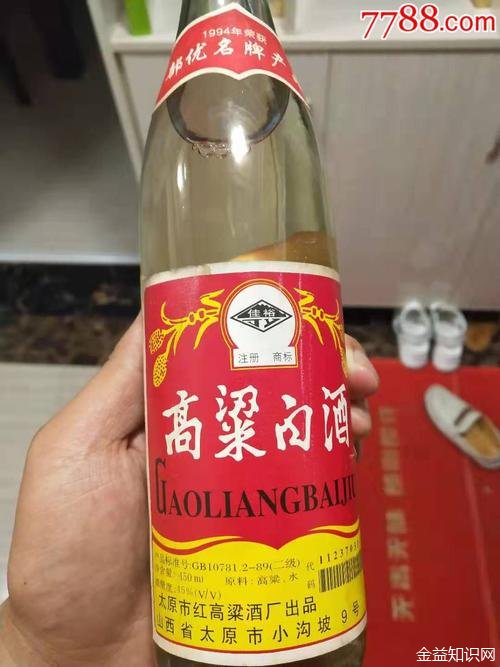 7788.com
1994年荣获
部优名牌产
佳裕
注册 商标
高粱白酒
GAOLIANGBAIJIU
产品标准号:GB10781.2-89(二级)
净含量:450ml 原料:高粱、水
酒精度:45%(V/V)
代码
1123705
太原市红高粱酒厂出品
山西省太原市小沟坡9号
金益知识网